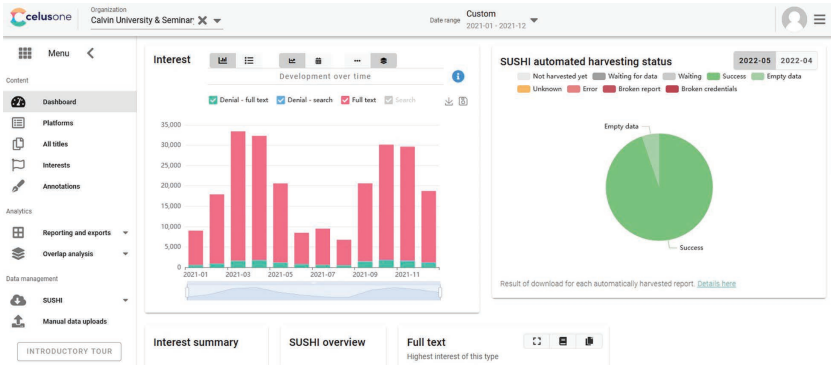 celusone
Organization
Calvin University & Seminar
Date range
Custom
2021-01 - 2021-12
Menu
Content
Dashboard
Platforms
All titles
Interests
Annotations
Analytics
Reporting and exports
Overlap analysis
Data management
SUSHI
Manual data uploads
INTRODUCTORY TOUR
Interest
Development over time
Denial - full text Denial - search Full text Search
35,000
30,000
25,000
20,000
15,000
10,000
5,000
0
2021-01 2021-03 2021-05 2021-07 2021-09 2021-11
SUSHI automated harvesting status
2022-05 2022-04
Not harvested yet Waiting for data Waiting Success Empty data
Unknown Error Broken report Broken credentials
Empty data
Success
Result of download for each automatically harvested report. Details here
Interest summary
SUSHI overview
Full text
Highest interest of this type